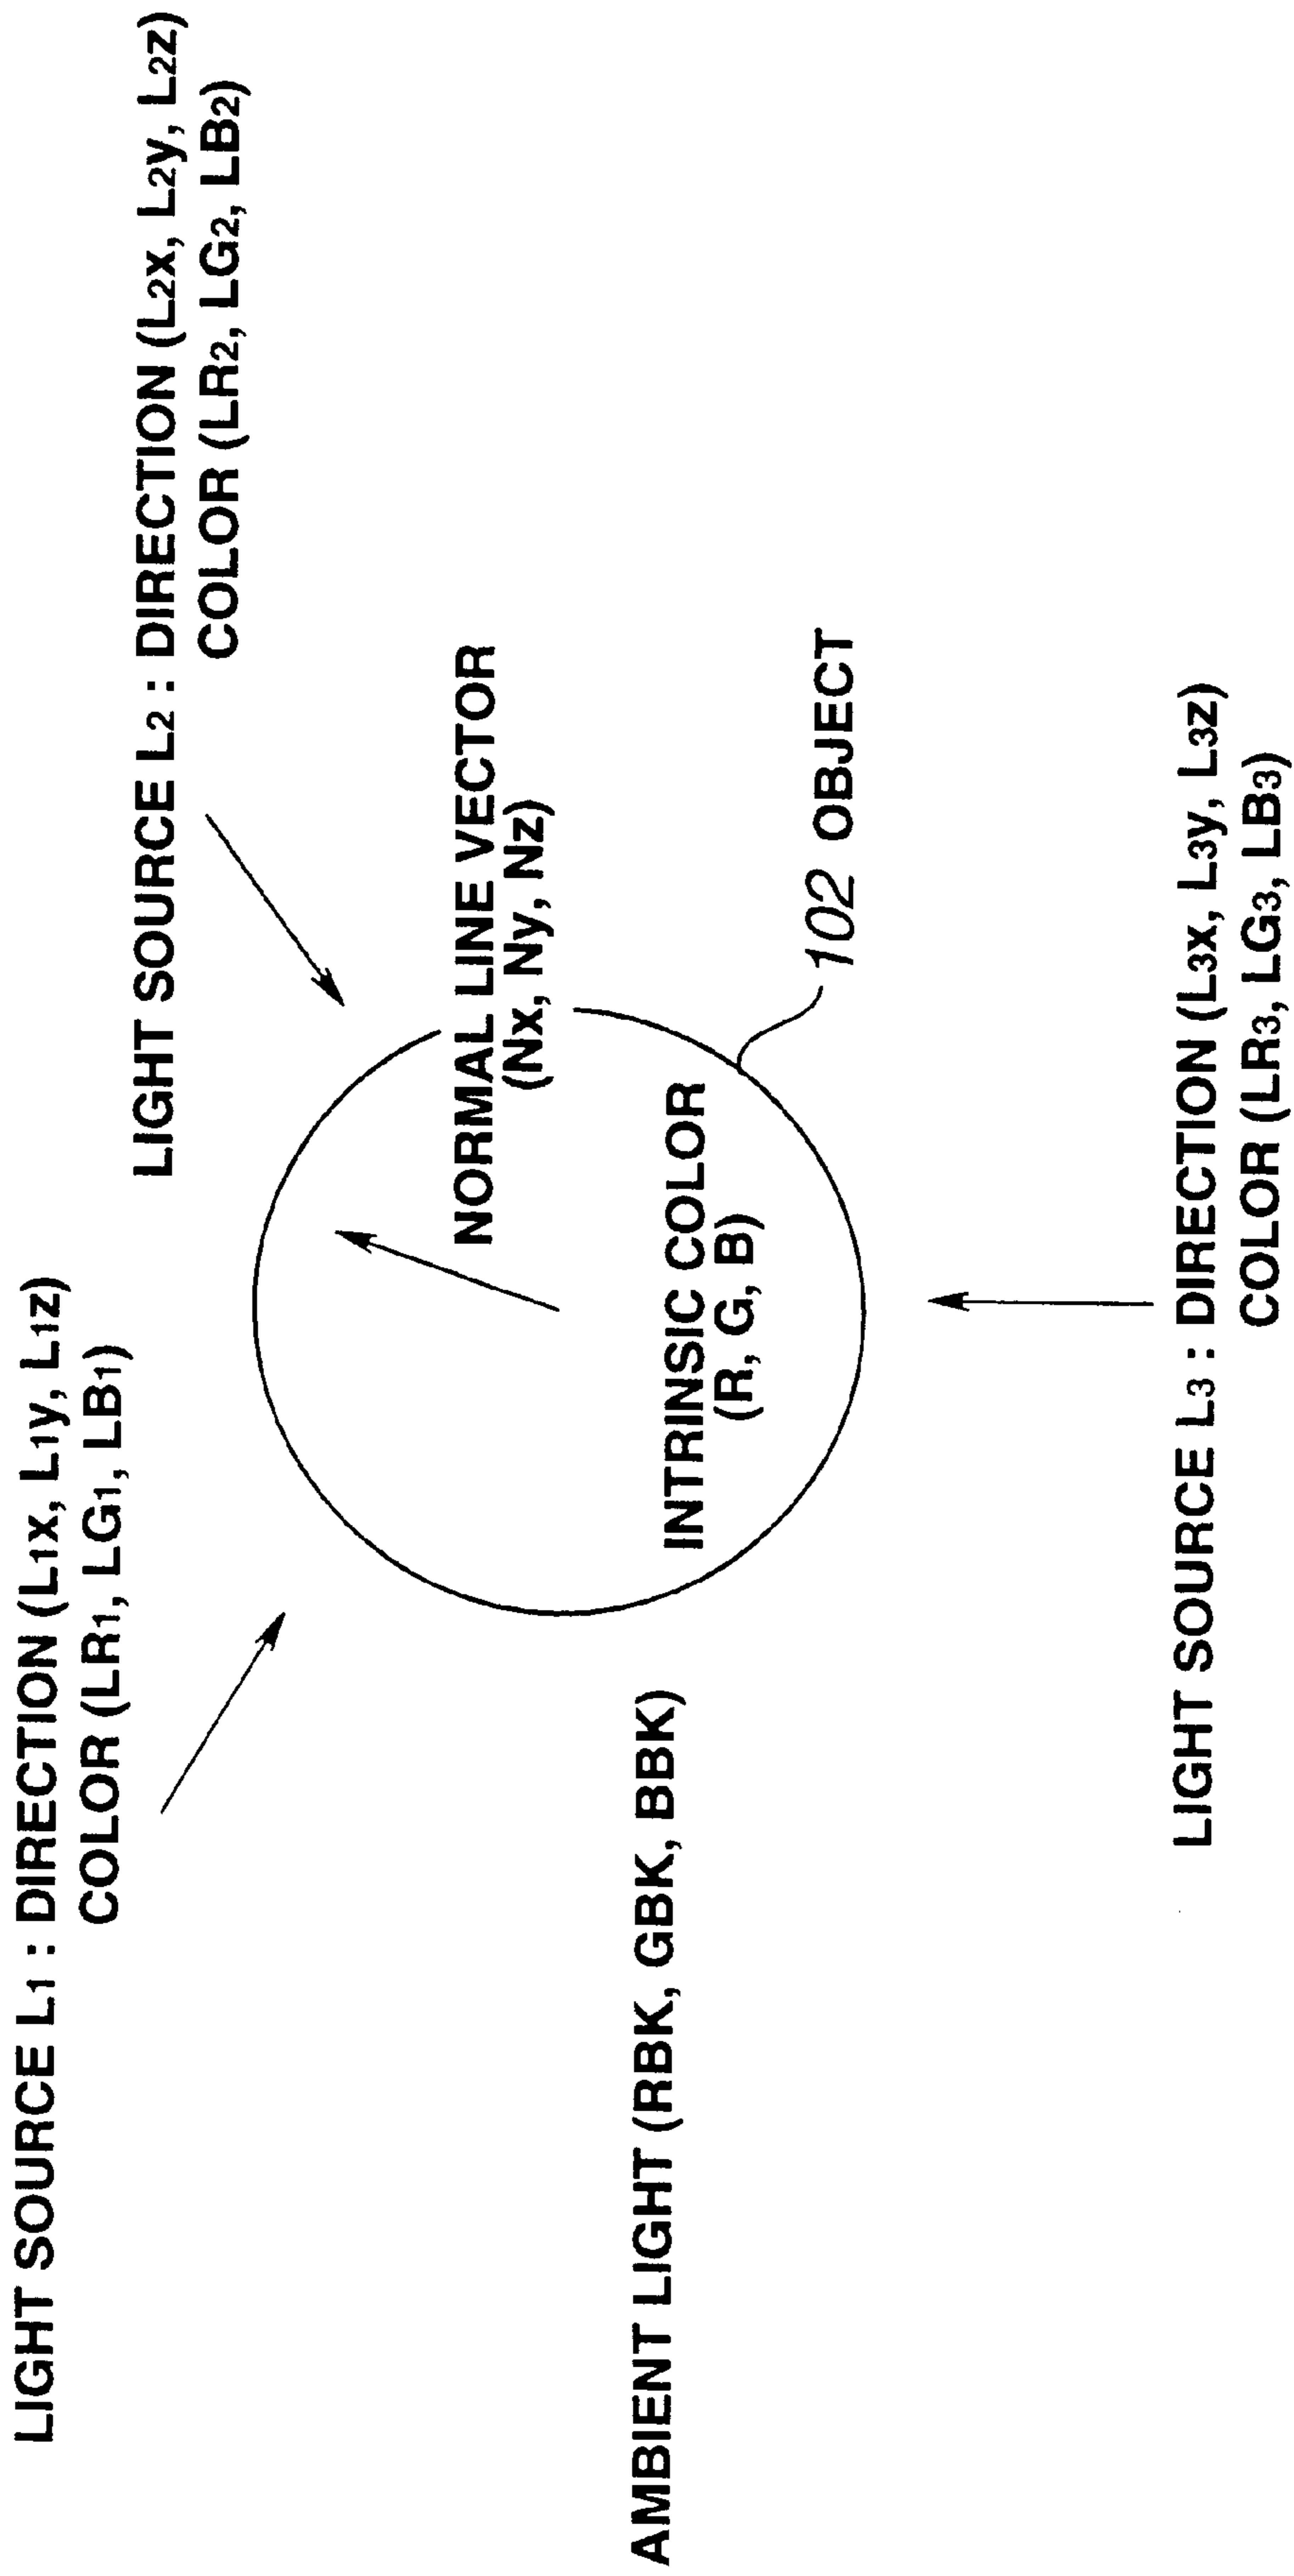 LIGHT SOURCE L1 : DIRECTION (L1X, L1y, L1Z)
COLOR (LR1, LG1, LB1)
LIGHT SOURCE L2 : DIRECTION (L2X, L2y, L2Z)
COLOR (LR2, LG2, LB2)
NORMAL LINE VECTOR
(Nx, Ny, Nz)
AMBIENT LIGHT (RBK, GBK, BBK)
INTRINSIC COLOR
(R, G, B)
102 OBJECT
LIGHT SOURCE L3 : DIRECTION (L3X, L3y, L3Z)
COLOR (LR3, LG3, LB3)